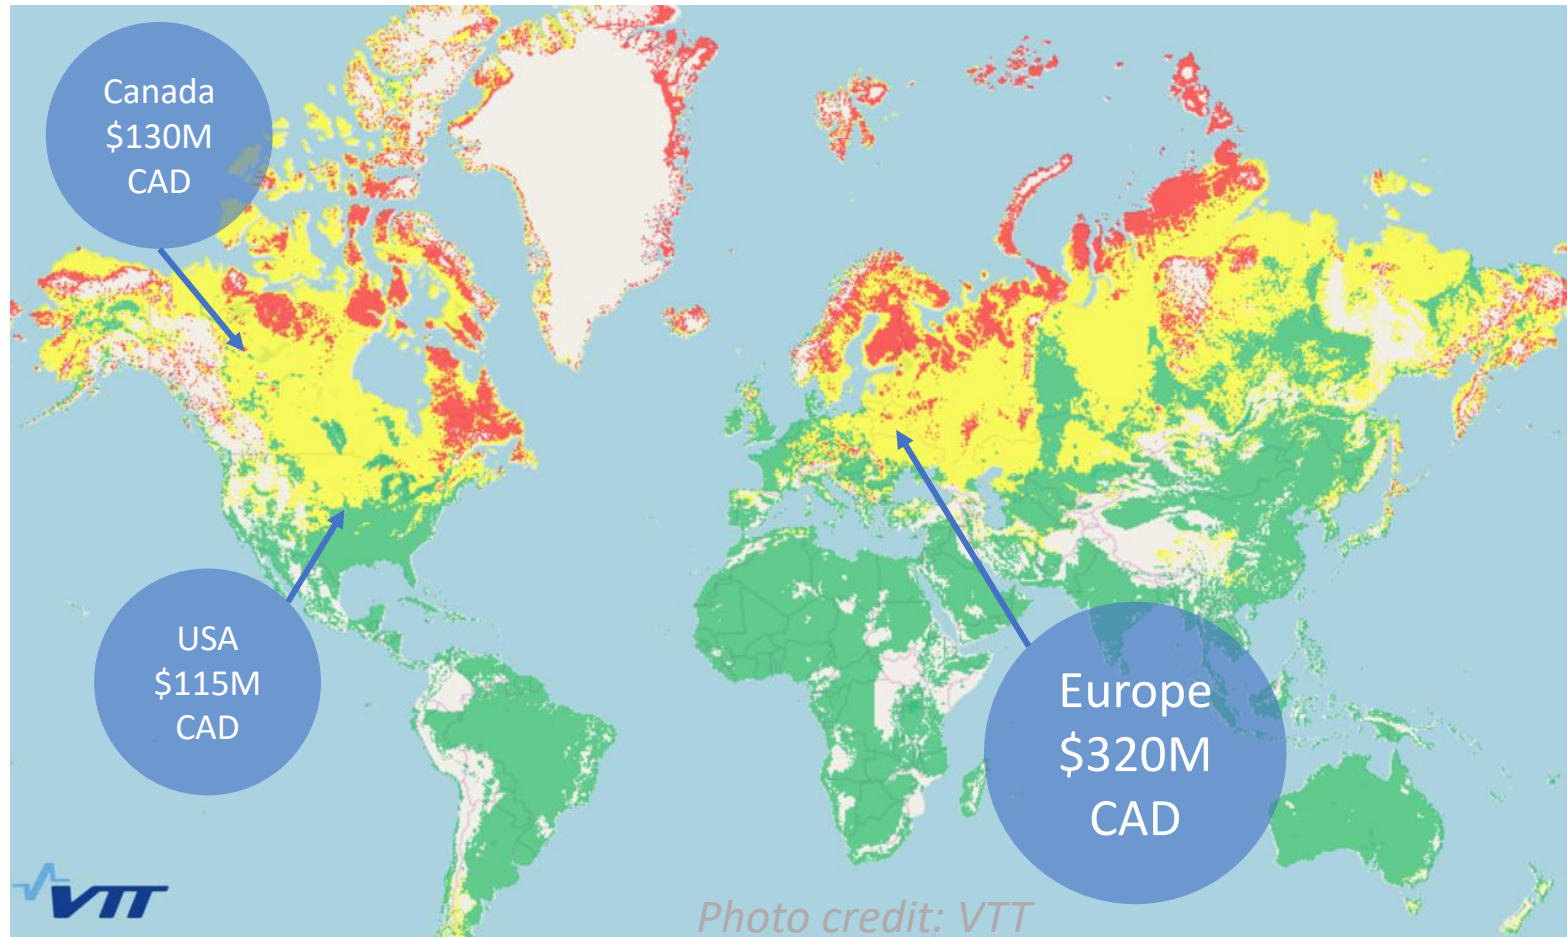 Canada
$130M
CAD
USA
$115M
CAD
Europe
$320M
CAD
VTT
Photo credit: VTT